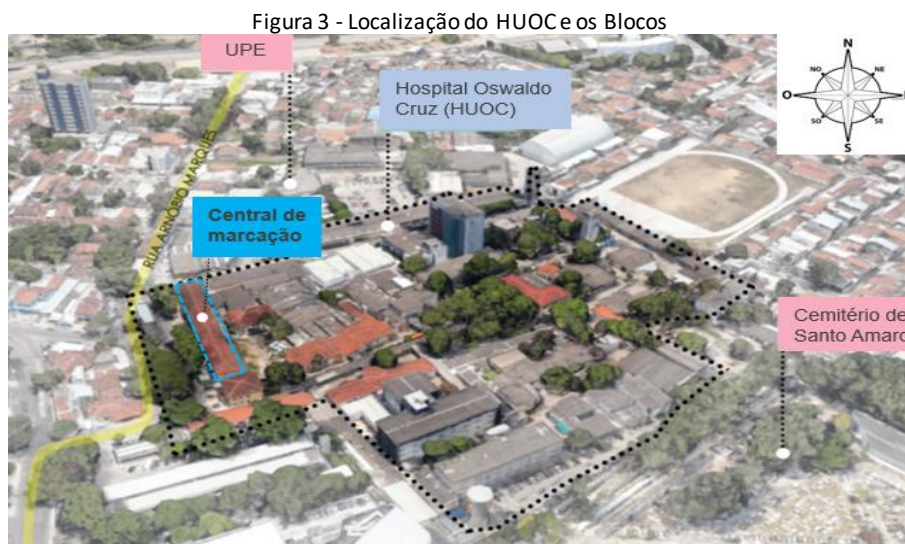 Figura 3 - Localização do HUOC e os Blocos
UPE
Hospital Oswaldo
Cruz (HUOC)
N
NO
NE
O
SO
SE
S
RUA ARNÓBIO MARQUES
Central de
marcação
Cemitério de
Santo Amaro